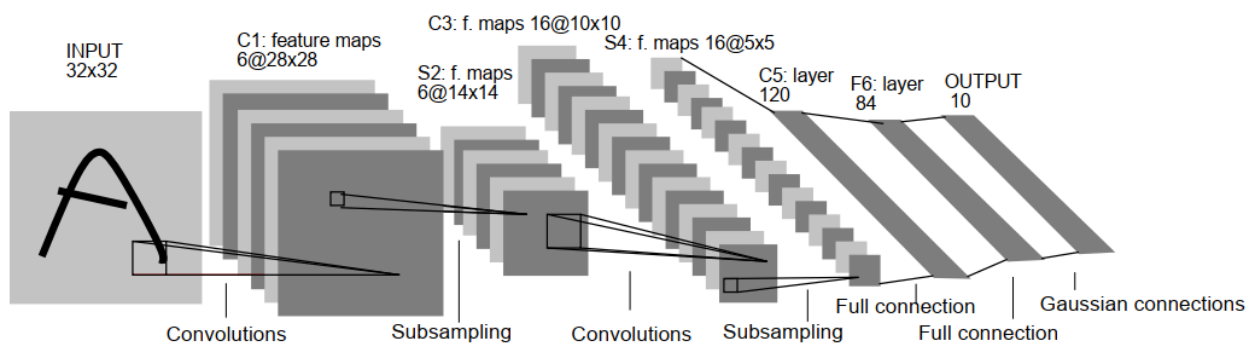 INPUT
32x32
C1: feature maps
6@28x28
S2: f. maps
6@14x14
C3: f. maps 16@10x10
S4: f. maps 16@5x5
C5: layer
120
F6: layer
84
OUTPUT
10
Convolutions
Subsampling
Convolutions
Subsampling
Full connection
Full connection
Gaussian connections